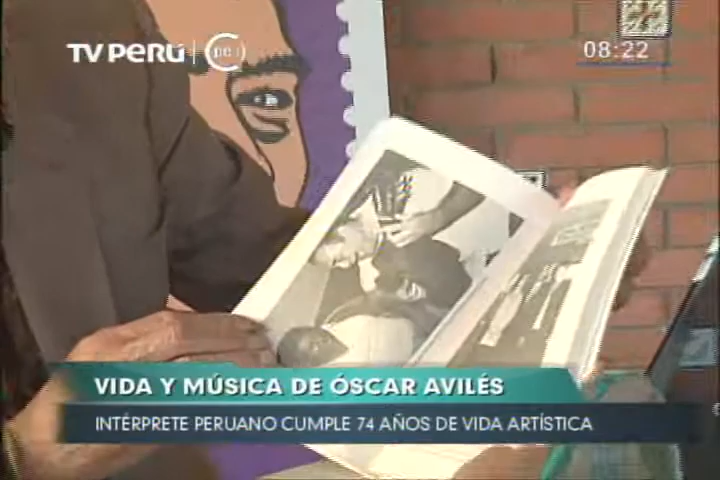 TV PERÚ
08:22
VIDA Y MÚSICA DE ÓSCAR AVILÉS
INTÉRPRETE PERUANO CUMPLE 74 AÑOS DE VIDA ARTÍSTICA